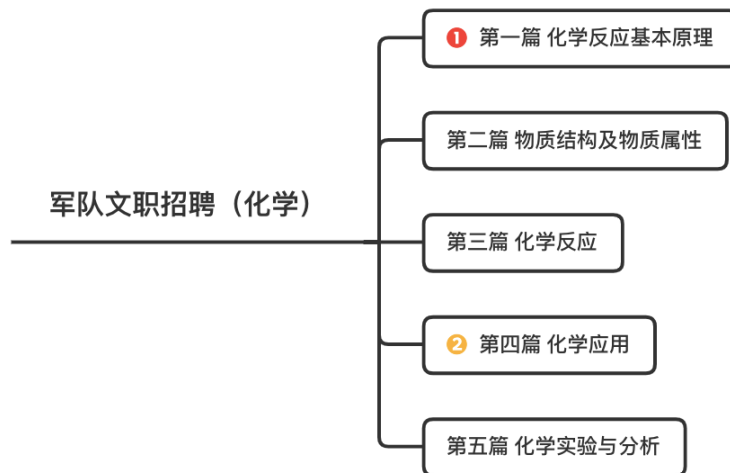 军队文职招聘（化学）
1 第一篇 化学反应基本原理
第二篇 物质结构及物质属性
第三篇 化学反应
2 第四篇 化学应用
第五篇 化学实验与分析